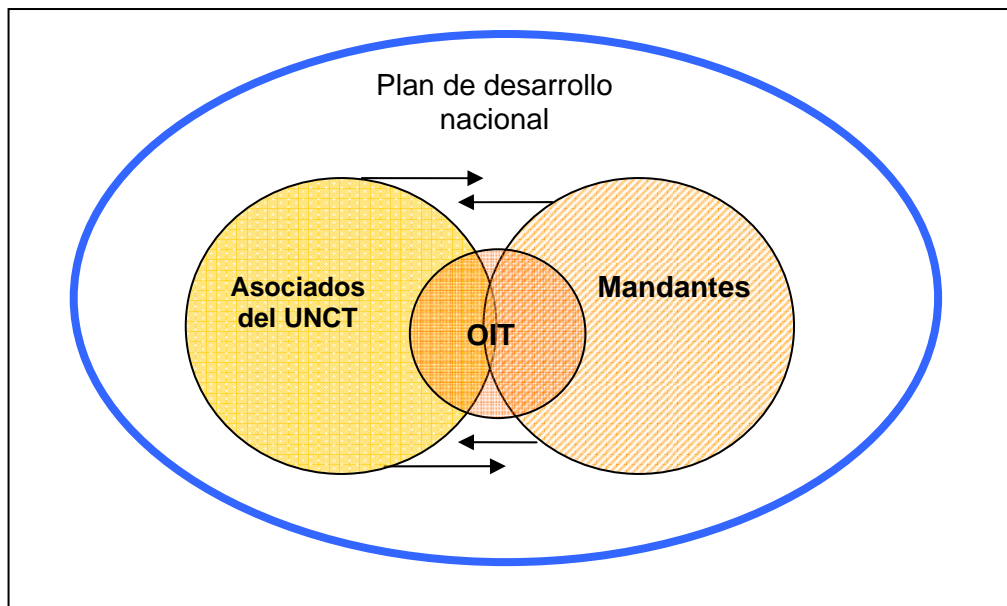 Plan de desarrollo
nacional
Asociados
del UNCT
OIT
Mandantes